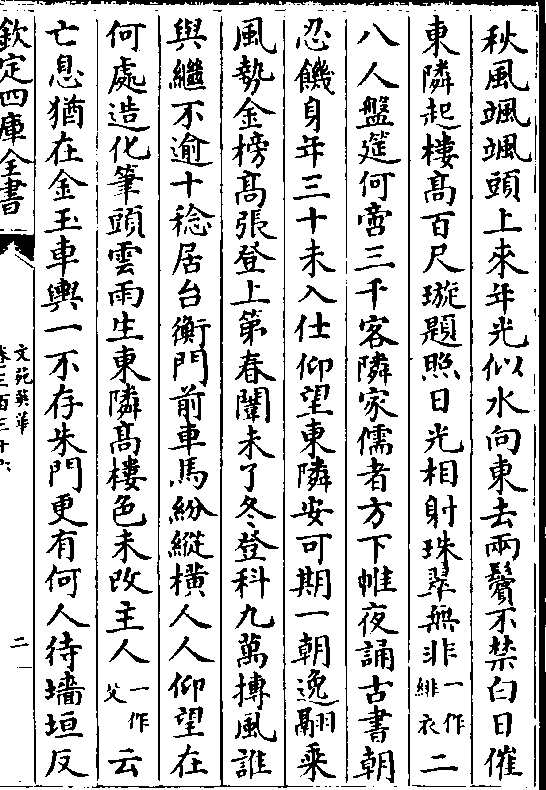 秋風颯颯頭上來年光似水向東去兩鬢不禁白日催
東隣起樓髙百尺璇題照日光相射珠翠無非一作緋衣二
八人盤筵何啻三千客隣家儒者方下帷夜誦古書朝
忍饑身年三十未入仕仰望東隣安可期一朝逸翮乘
風勢金榜髙張登上第春闈未了冬登科九萬摶風誰
與繼不逾十稔居台衡門前車馬紛縱横人人仰望在
何處造化筆頭雲雨生東隣髙樓色未改主人一作父云
亡息猶在金玉車輿一不存朱門更有何人待墻垣反
欽定四庫全書
文苑英華
卷三百三十六
二